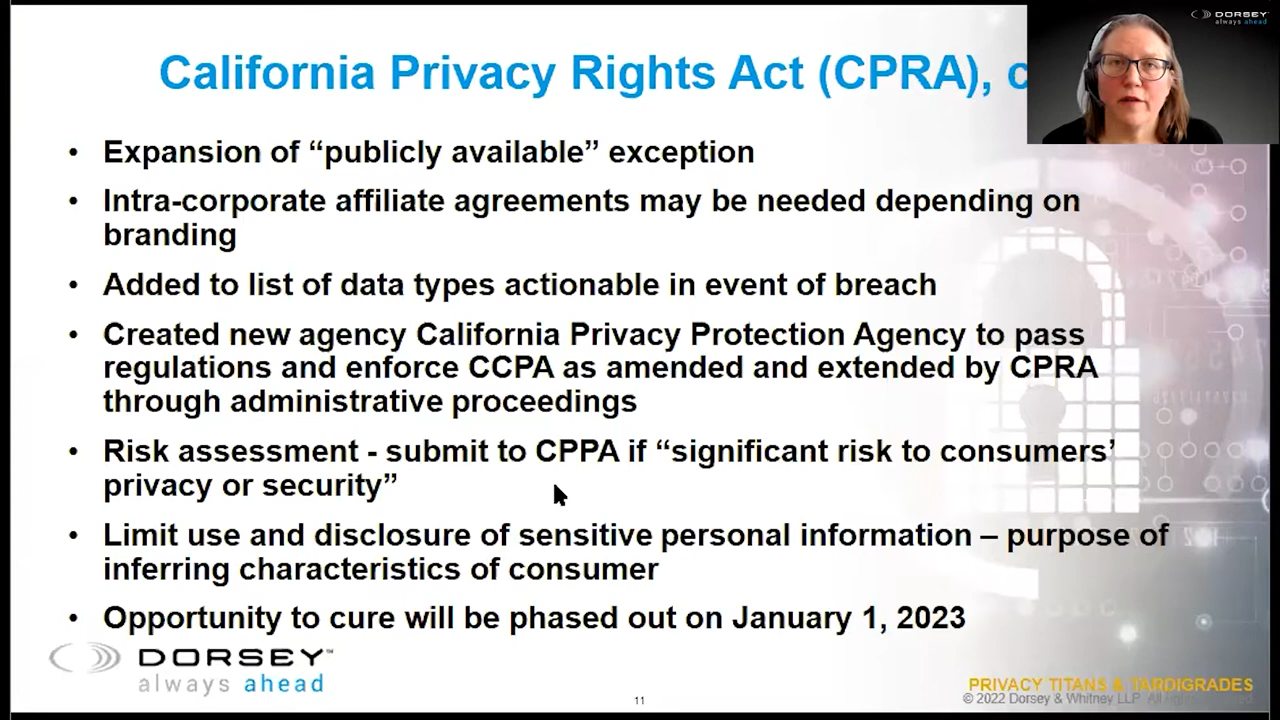 DORSEY
always ahead
California Privacy Rights Act (CPRA), c
• Expansion of “publicly available” exception
• Intra-corporate affiliate agreements may be needed depending on
branding
• Added to list of data types actionable in event of breach
• Created new agency California Privacy Protection Agency to pass
regulations and enforce CCPA as amended and extended by CPRA
through administrative proceedings
• Risk assessment - submit to CPPA if “significant risk to consumers’
privacy or security”
• Limit use and disclosure of sensitive personal information – purpose of
inferring characteristics of consumer
• Opportunity to cure will be phased out on January 1, 2023
DORSEY™
always ahead
11
PRIVACY TITANS & TARDIGRADES
© 2022 Dorsey & Whitney LLP. All rights reserved